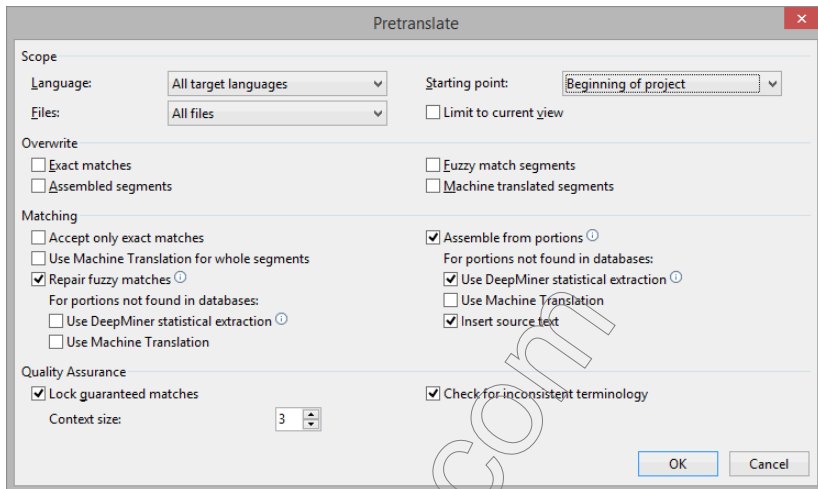 Pretranslate
Scope
Language: All target languages Starting point: Beginning of project
Files: All files Limit to current view
Overwrite
Exact matches Fuzzy match segments
Assembled segments Machine translated segments
Matching
Accept only exact matches Assemble from portions
Use Machine Translation for whole segments For portions not found in databases:
Repair fuzzy matches Use DeepMiner statistical extraction
For portions not found in databases: Use Machine Translation
Use DeepMiner statistical extraction Insert source text
Use Machine Translation
Quality Assurance
Lock guaranteed matches Check for inconsistent terminology
Context size: 3
OK Cancel
com